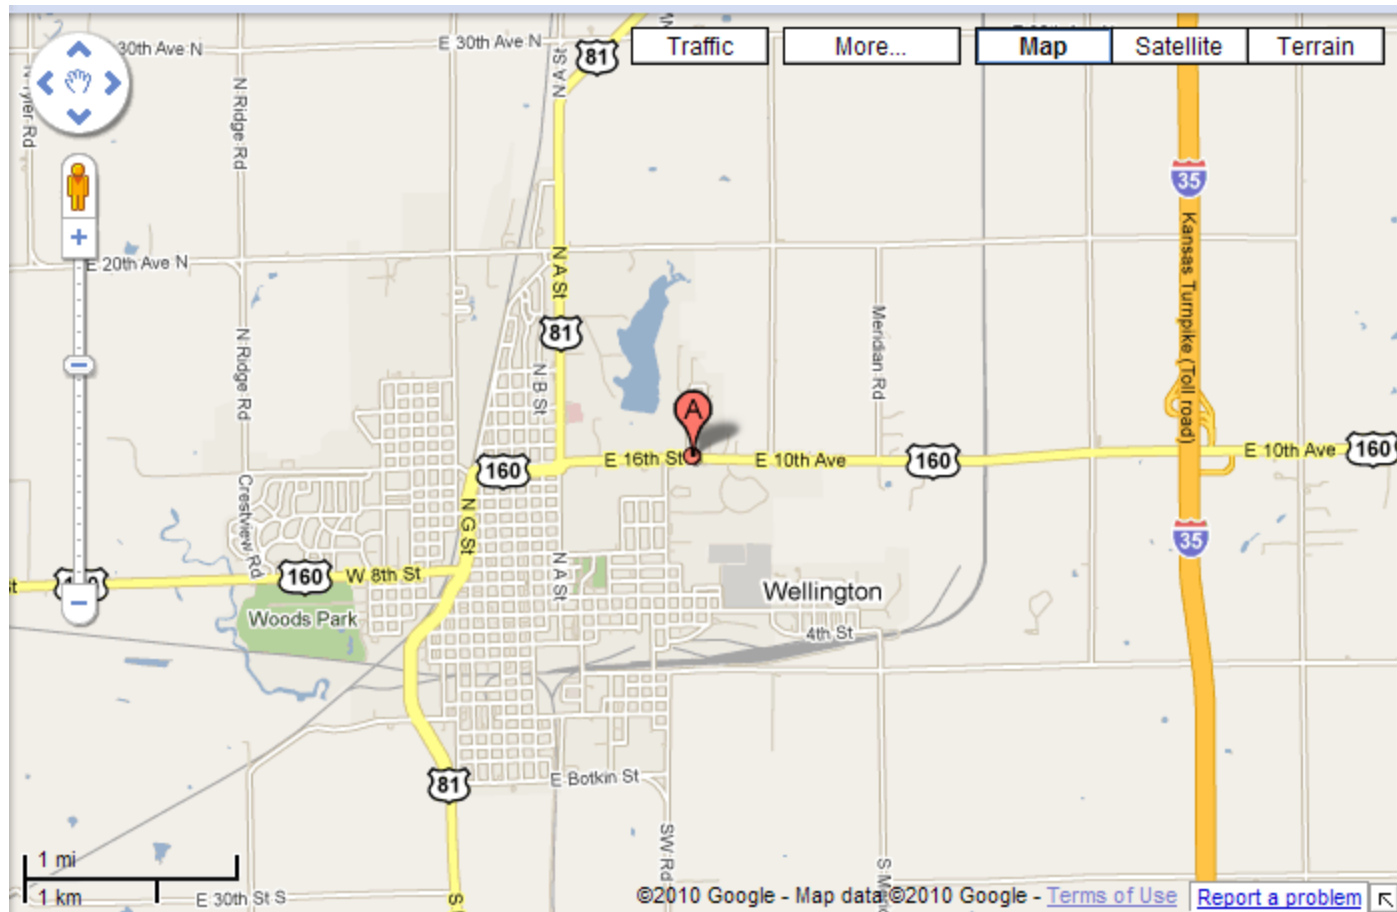 30th Ave N
E 30th Ave N
81
Traffic
More...
Map
Satellite
Terrain
N Ridge Rd
N A St
35
Kansas Turnpike (Toll road)
E 20th Ave N
N A St
81
Meridian Rd
N Ridge Rd
N B St
A
E 16th St
E 10th Ave
160
E 10th Ave
160
160
N G St
Crestview Rd
35
160
W 8th St
N A St
Wellington
Woods Park
4th St
81
E Botkin St
SW Rd
1 mi
1 km
E 30th St S
©2010 Google - Map data ©2010 Google - Terms of Use
Report a problem